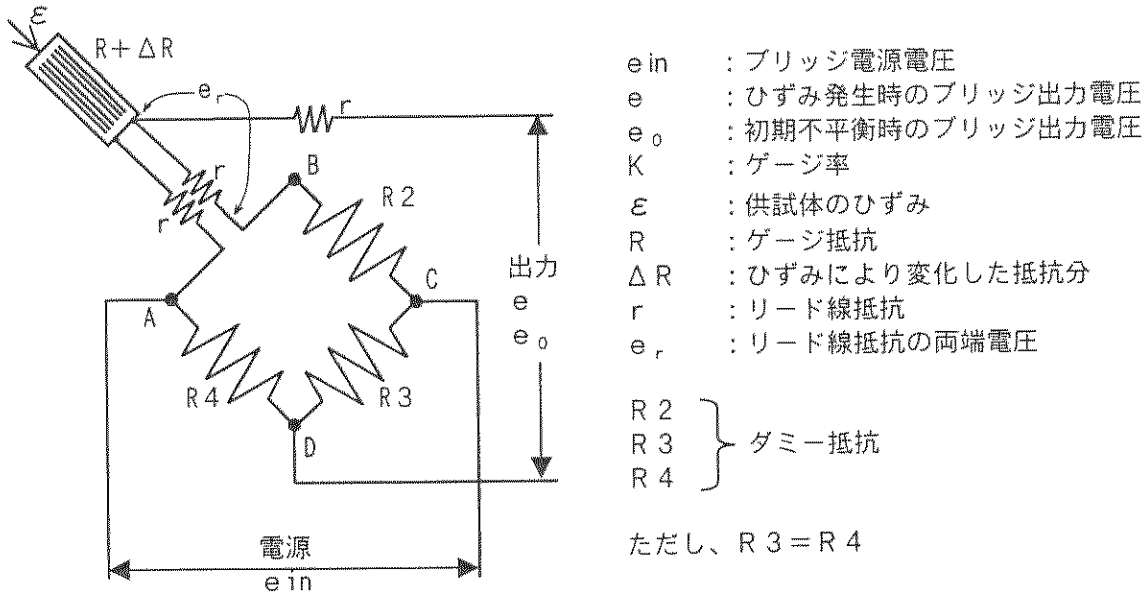 ε
R+ΔR
e r
r
B
R2
r
r
A
C
R4
R3
D
出力
e
e 0
電源
ein
ein :ブリッジ電源電圧
e :ひずみ発生時のブリッジ出力電圧
e 0 :初期不平衡時のブリッジ出力電圧
K :ゲージ率
ε :供試体のひずみ
R :ゲージ抵抗
ΔR :ひずみにより変化した抵抗分
r :リード線抵抗
e r :リード線抵抗の両端電圧
R2
R3 ダミー抵抗
R4
ただし、R3=R4